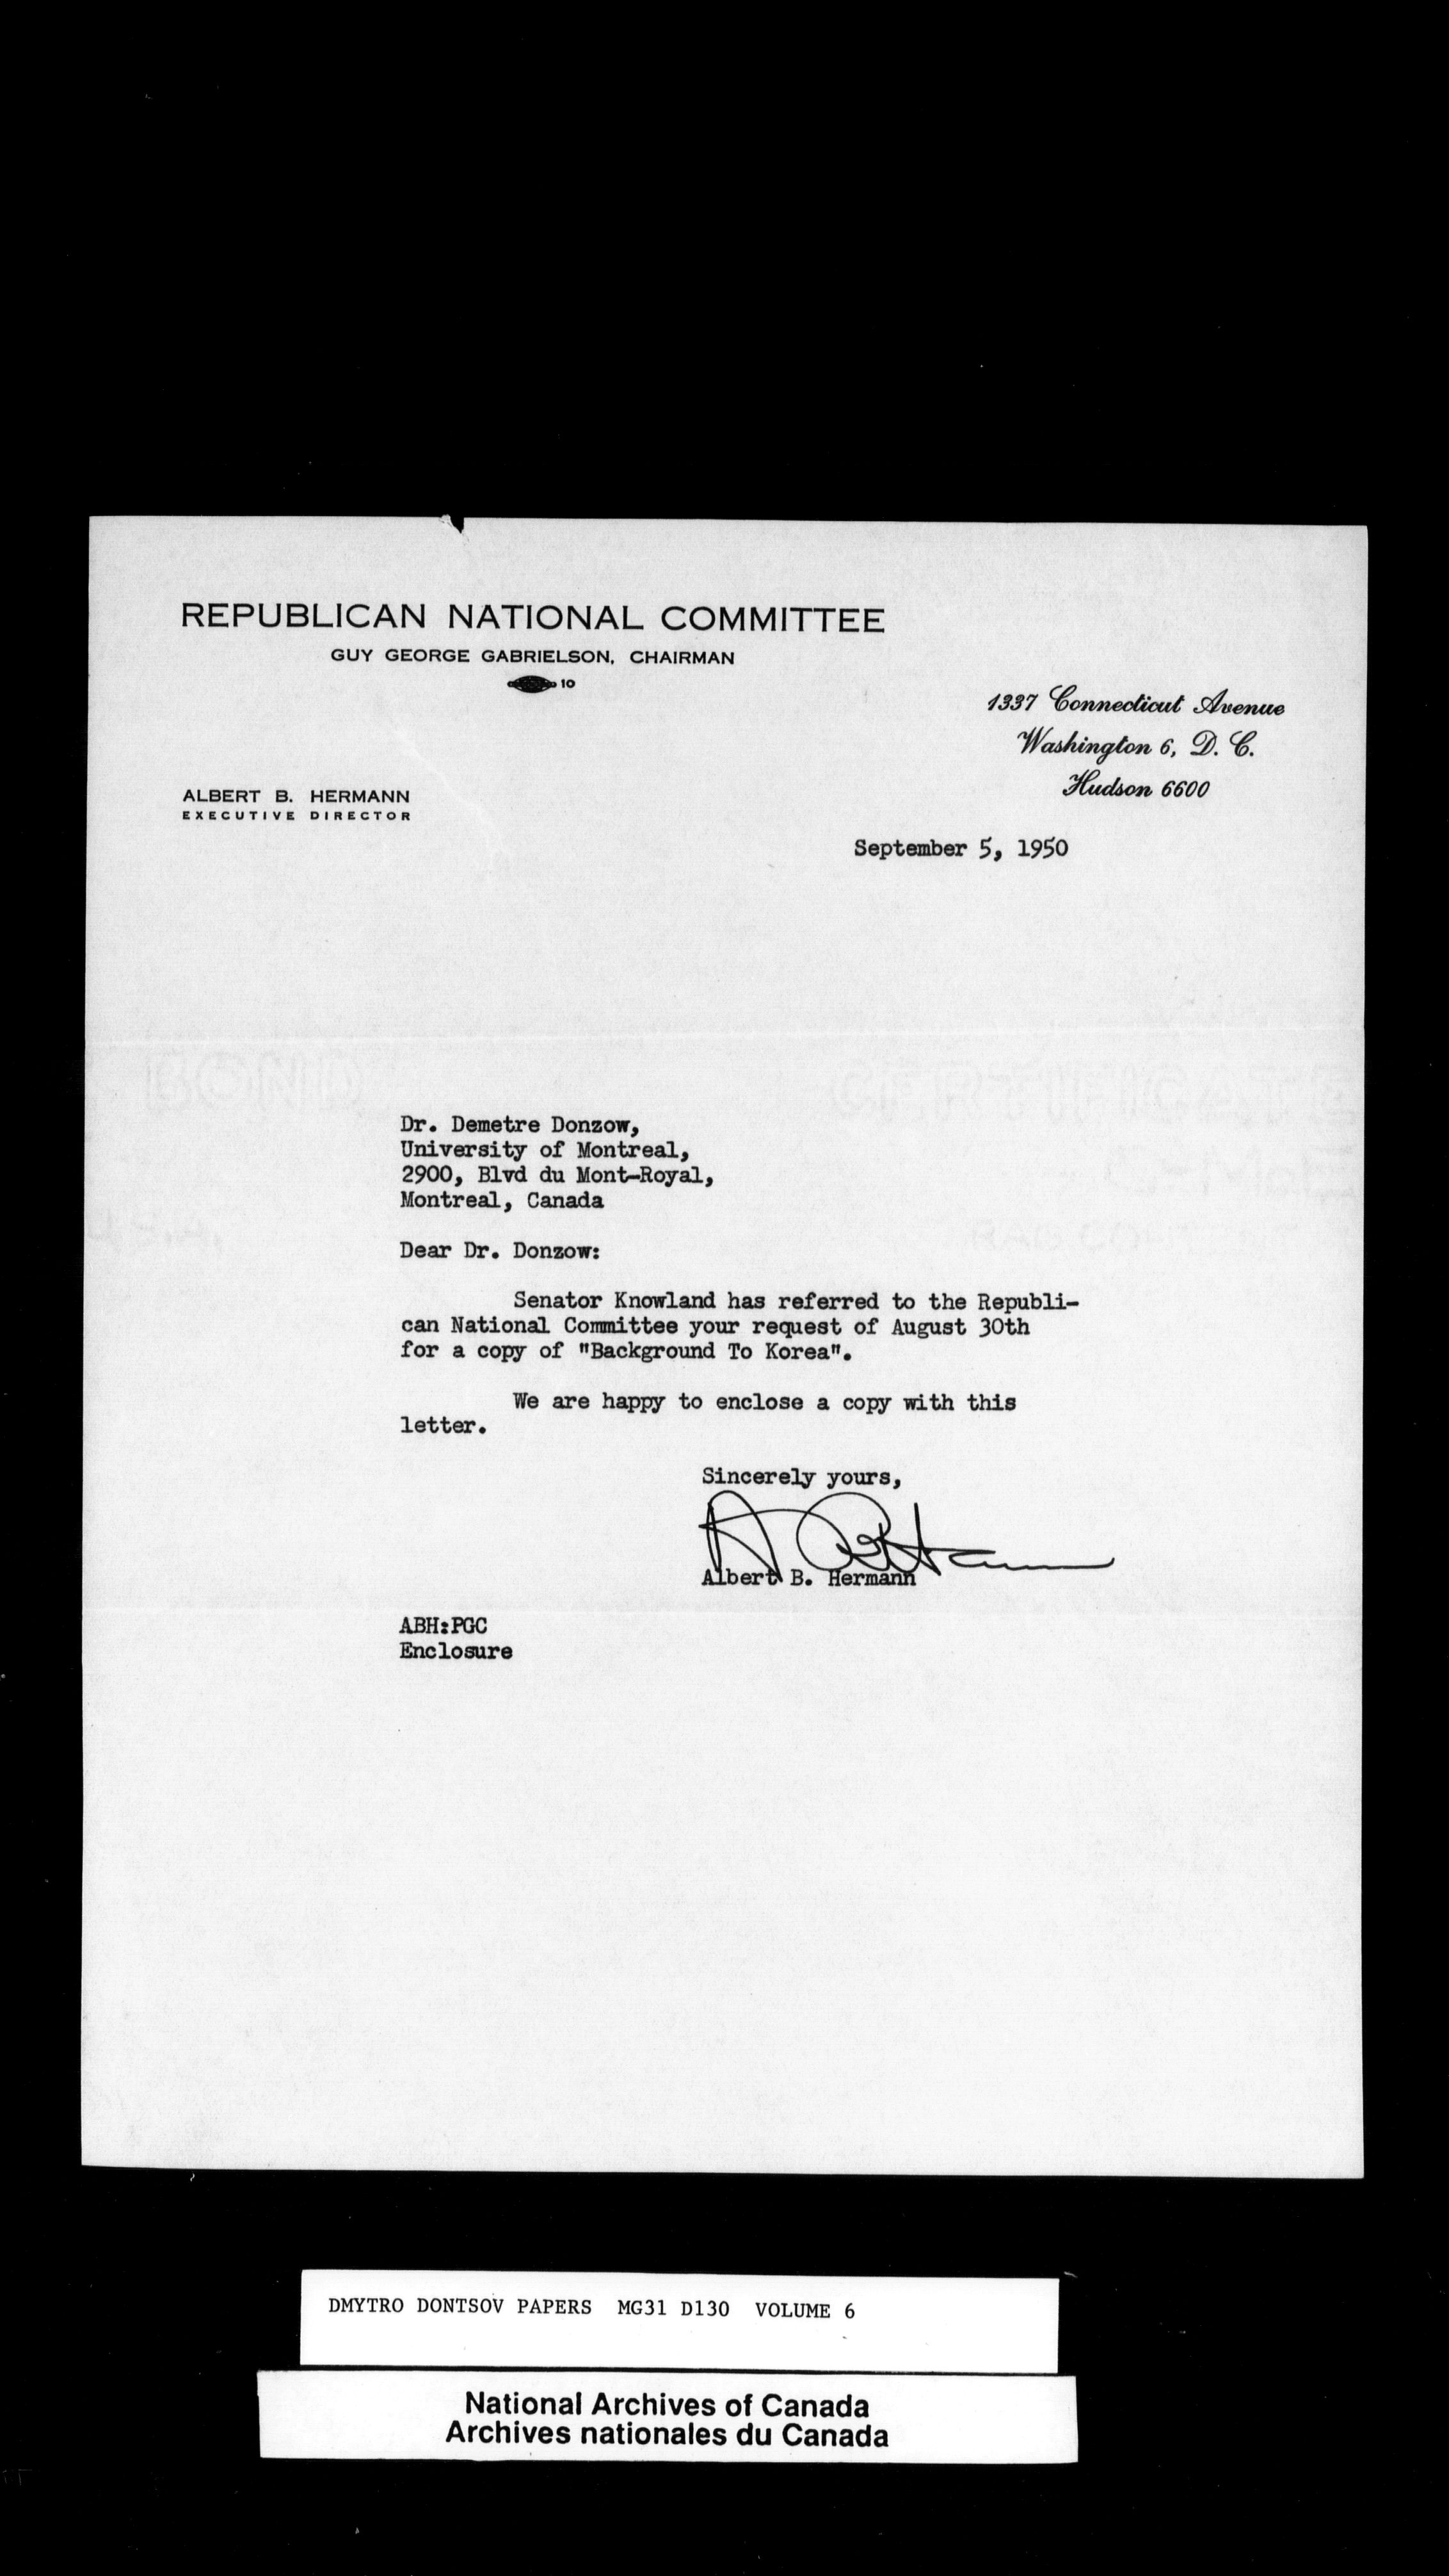 REPUBLICAN NATIONAL COMMITTEE
GUY GEORGE GABRIELSON, CHAIRMAN
10
1337 Connecticut Avenue
Washington 6, D. C.
Hudson 6600
ALBERT B. HERMANN
EXECUTIVE DIRECTOR
September 5, 1950
Dr. Demetre Donzow,
University of Montreal,
2900, Blvd du Mont-Royal,
Montreal, Canada
Dear Dr. Donzow:
Senator Knowland has referred to the Republi-
can National Committee your request of August 30th
for a copy of "Background To Korea".
We are happy to enclose a copy with this
letter.
Sincerely yours,
Albert B. Hermann
ABH:PGC
Enclosure
DMYTRO DONTSOV PAPERS MG31 D130 VOLUME 6
National Archives of Canada
Archives nationales du Canada